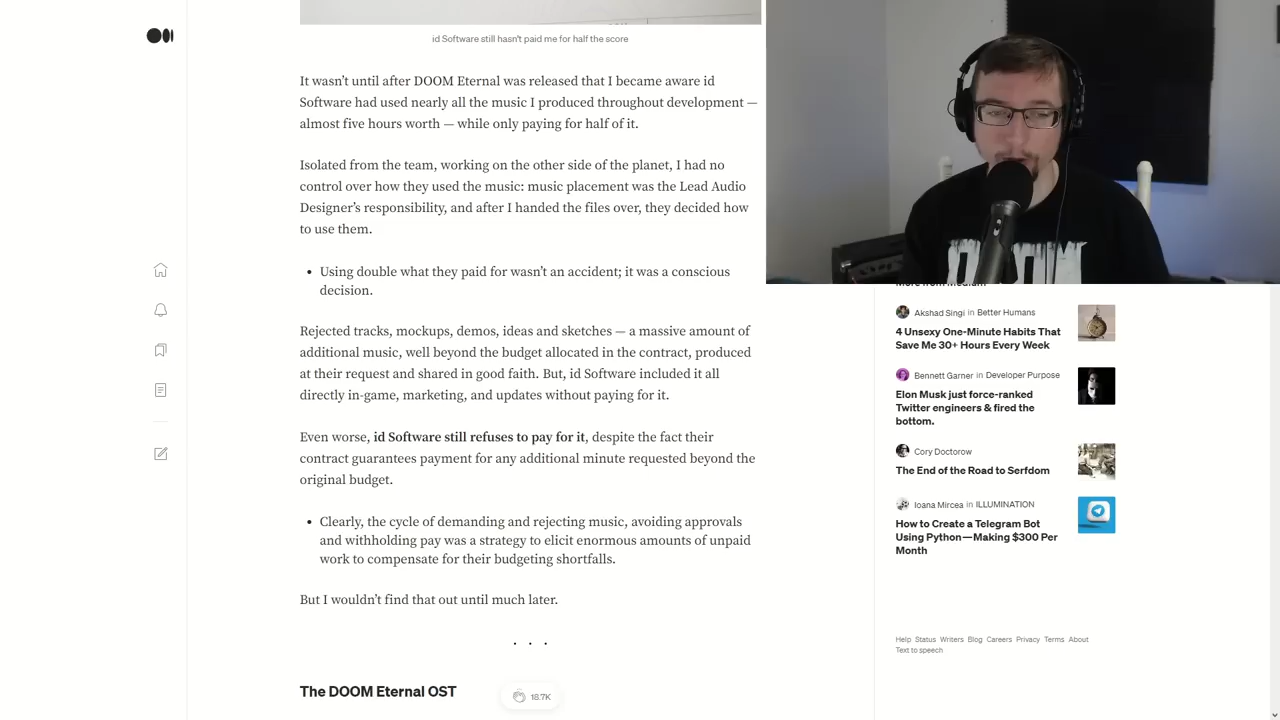 id Software still hasn't paid me for half the score
It wasn’t until after DOOM Eternal was released that I became aware id
Software had used nearly all the music I produced throughout development —
almost five hours worth — while only paying for half of it.
Isolated from the team, working on the other side of the planet, I had no
control over how they used the music: music placement was the Lead Audio
Designer’s responsibility, and after I handed the files over, they decided how
to use them.
• Using double what they paid for wasn’t an accident; it was a conscious
decision.
Rejected tracks, mockups, demos, ideas and sketches — a massive amount of
additional music, well beyond the budget allocated in the contract, produced
at their request and shared in good faith. But, id Software included it all
directly in-game, marketing, and updates without paying for it.
Even worse, id Software still refuses to pay for it, despite the fact their
contract guarantees payment for any additional minute requested beyond the
original budget.
• Clearly, the cycle of demanding and rejecting music, avoiding approvals
and withholding pay was a strategy to elicit enormous amounts of unpaid
work to compensate for their budgeting shortfalls.
But I wouldn’t find that out until much later.
. . .
The DOOM Eternal OST
18.7K
More from Medium
Akshad Singi in Better Humans
4 Unsexy One-Minute Habits That
Save Me 30+ Hours Every Week
Bennett Garner in Developer Purpose
Elon Musk just force-ranked
Twitter engineers & fired the
bottom.
Cory Doctorow
The End of the Road to Serfdom
Ioana Mircea in ILLUMINATION
How to Create a Telegram Bot
Using Python — Making $300 Per
Month
Help Status Writers Blog Careers Privacy Terms About
Text to speech